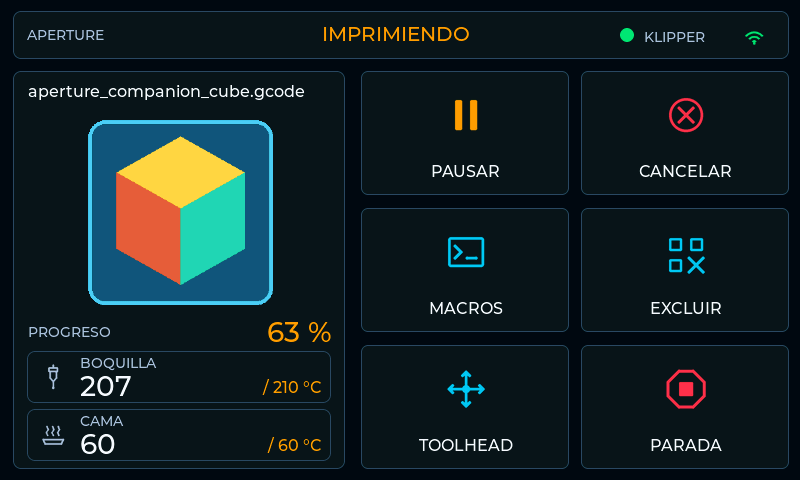 APERTURE
IMPRIMIENDO
KLIPPER
aperture_companion_cube.gcode
PROGRESO
63 %
BOQUILLA
207
/ 210 °C
CAMA
60
/ 60 °C
PAUSAR
CANCELAR
MACROS
EXCLUIR
TOOLHEAD
PARADA